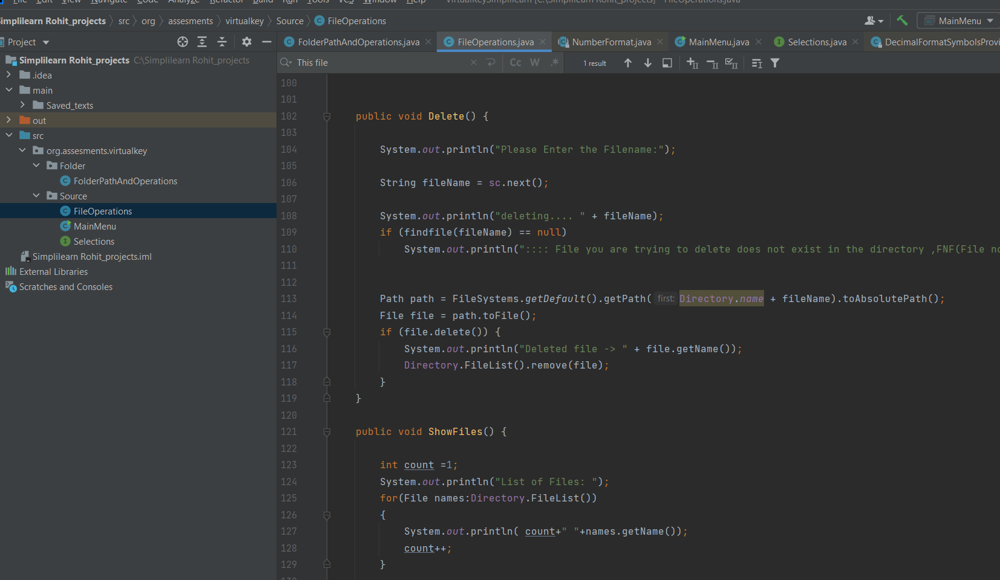 File Edit View Navigate Code Analyze Refactor Build Run Tools VCS Window Help VirtualKeySimplilearn [C:\Simplilearn Rohit_projects] - FileOperations.java
implilearn Rohit_projects src org assesments virtualkey Source FileOperations MainMenu
Project FolderPathAndOperations.java FileOperations.java NumberFormat.java MainMenu.java Selections.java DecimalFormatSymbolsProvi
Simplilearn Rohit_projects C:\Simplilearn Rohit_projects
This file Cc W .* 1 result
.idea
main
Saved_texts
out
src
org.assesments.virtualkey
Folder
FolderPathAndOperations
Source
FileOperations
MainMenu
Selections
Simplilearn Rohit_projects.iml
External Libraries
Scratches and Consoles
100
101
102 public void Delete() {
103
104 System.out.println("Please Enter the Filename:");
105
106 String fileName = sc.next();
107
108 System.out.println("deleting.... " + fileName);
109 if (findfile(fileName) == null)
110 System.out.println(":::: File you are trying to delete does not exist in the directory ,FNF(File no
111
112
113 Path path = FileSystems.getDefault().getPath( first: Directory.name + fileName).toAbsolutePath();
114 File file = path.toFile();
115 if (file.delete()) {
116 System.out.println("Deleted file -> " + file.getName());
117 Directory.FileList().remove(file);
118 }
119 }
120
121 public void ShowFiles() {
122
123 int count =1;
124 System.out.println("List of Files: ");
125 for(File names:Directory.FileList())
126 {
127 System.out.println( count+" "+names.getName());
128 count++;
129 }